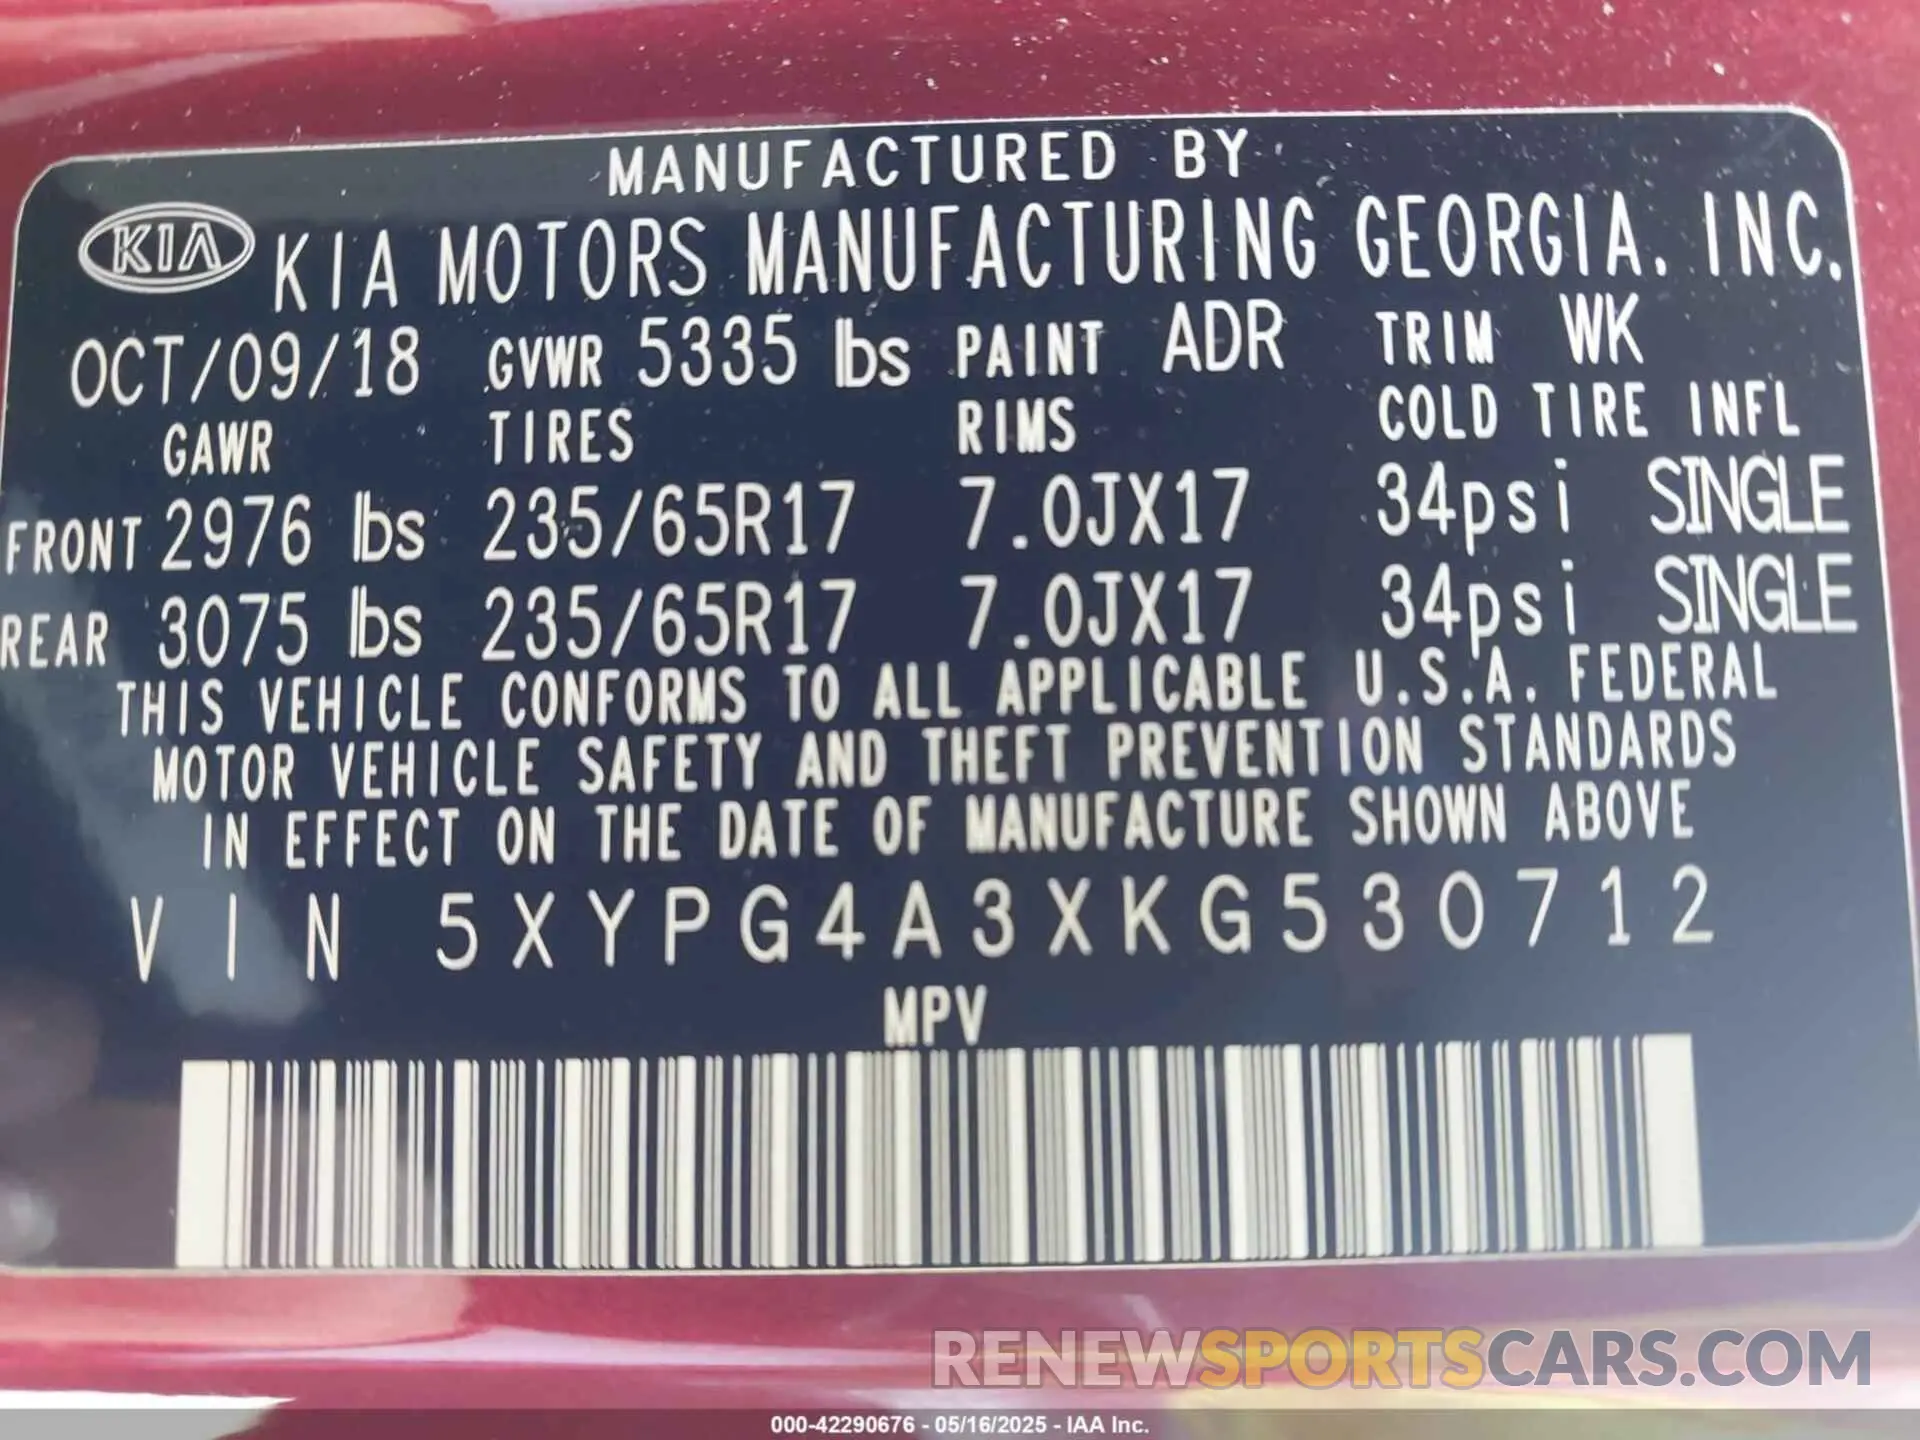 MANUFACTURED BY
KIA KIA MOTORS MANUFACTURING GEORGIA, INC.
OCT/09/18 GVWR 5335 lbs PAINT ADR TRIM WK
GAWR TIRES RIMS COLD TIRE INFL
FRONT 2976 lbs 235/65R17 7.0JX17 34psi SINGLE
REAR 3075 lbs 235/65R17 7.0JX17 34psi SINGLE
THIS VEHICLE CONFORMS TO ALL APPLICABLE U.S.A. FEDERAL
MOTOR VEHICLE SAFETY AND THEFT PREVENTION STANDARDS
IN EFFECT ON THE DATE OF MANUFACTURE SHOWN ABOVE
VIN 5XYPG4A3XKG530712
MPV
RENEWSPORTSCARS.COM
000-42290676 - 05/16/2025 - IAA Inc.